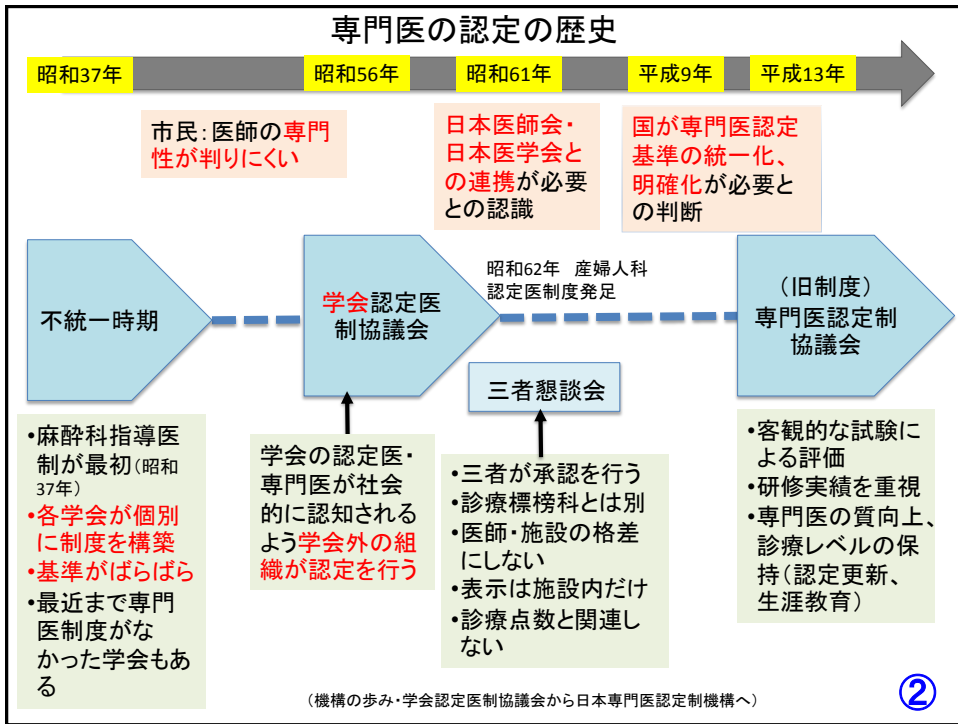 専門医の認定の歴史
昭和37年
昭和56年
昭和61年
平成9年
平成13年
市民：医師の専門
性が判りにくい
日本医師会・
日本医学会と
の連携が必要
との認識
国が専門医認定
基準の統一化、
明確化が必要と
の判断
不統一時期
学会認定医
制協議会
昭和62年　産婦人科
認定医制度発足
三者懇談会
（旧制度）
専門医認定制
協議会
•麻酔科指導医
制が最初（昭和
37年）
•各学会が個別
に制度を構築
•基準がばらばら
•最近まで専門
医制度がな
かった学会もあ
る
学会の認定医・
専門医が社会
的に認知される
よう学会外の組
織が認定を行う
•三者が承認を行う
•診療標榜科とは別
•医師・施設の格差
にしない
•表示は施設内だけ
•診療点数と関連し
ない
•客観的な試験に
よる評価
•研修実績を重視
•専門医の質向上、
診療レベルの保
持（認定更新、
生涯教育）
（機構の歩み・学会認定医制協議会から日本専門医認定制機構へ）
②